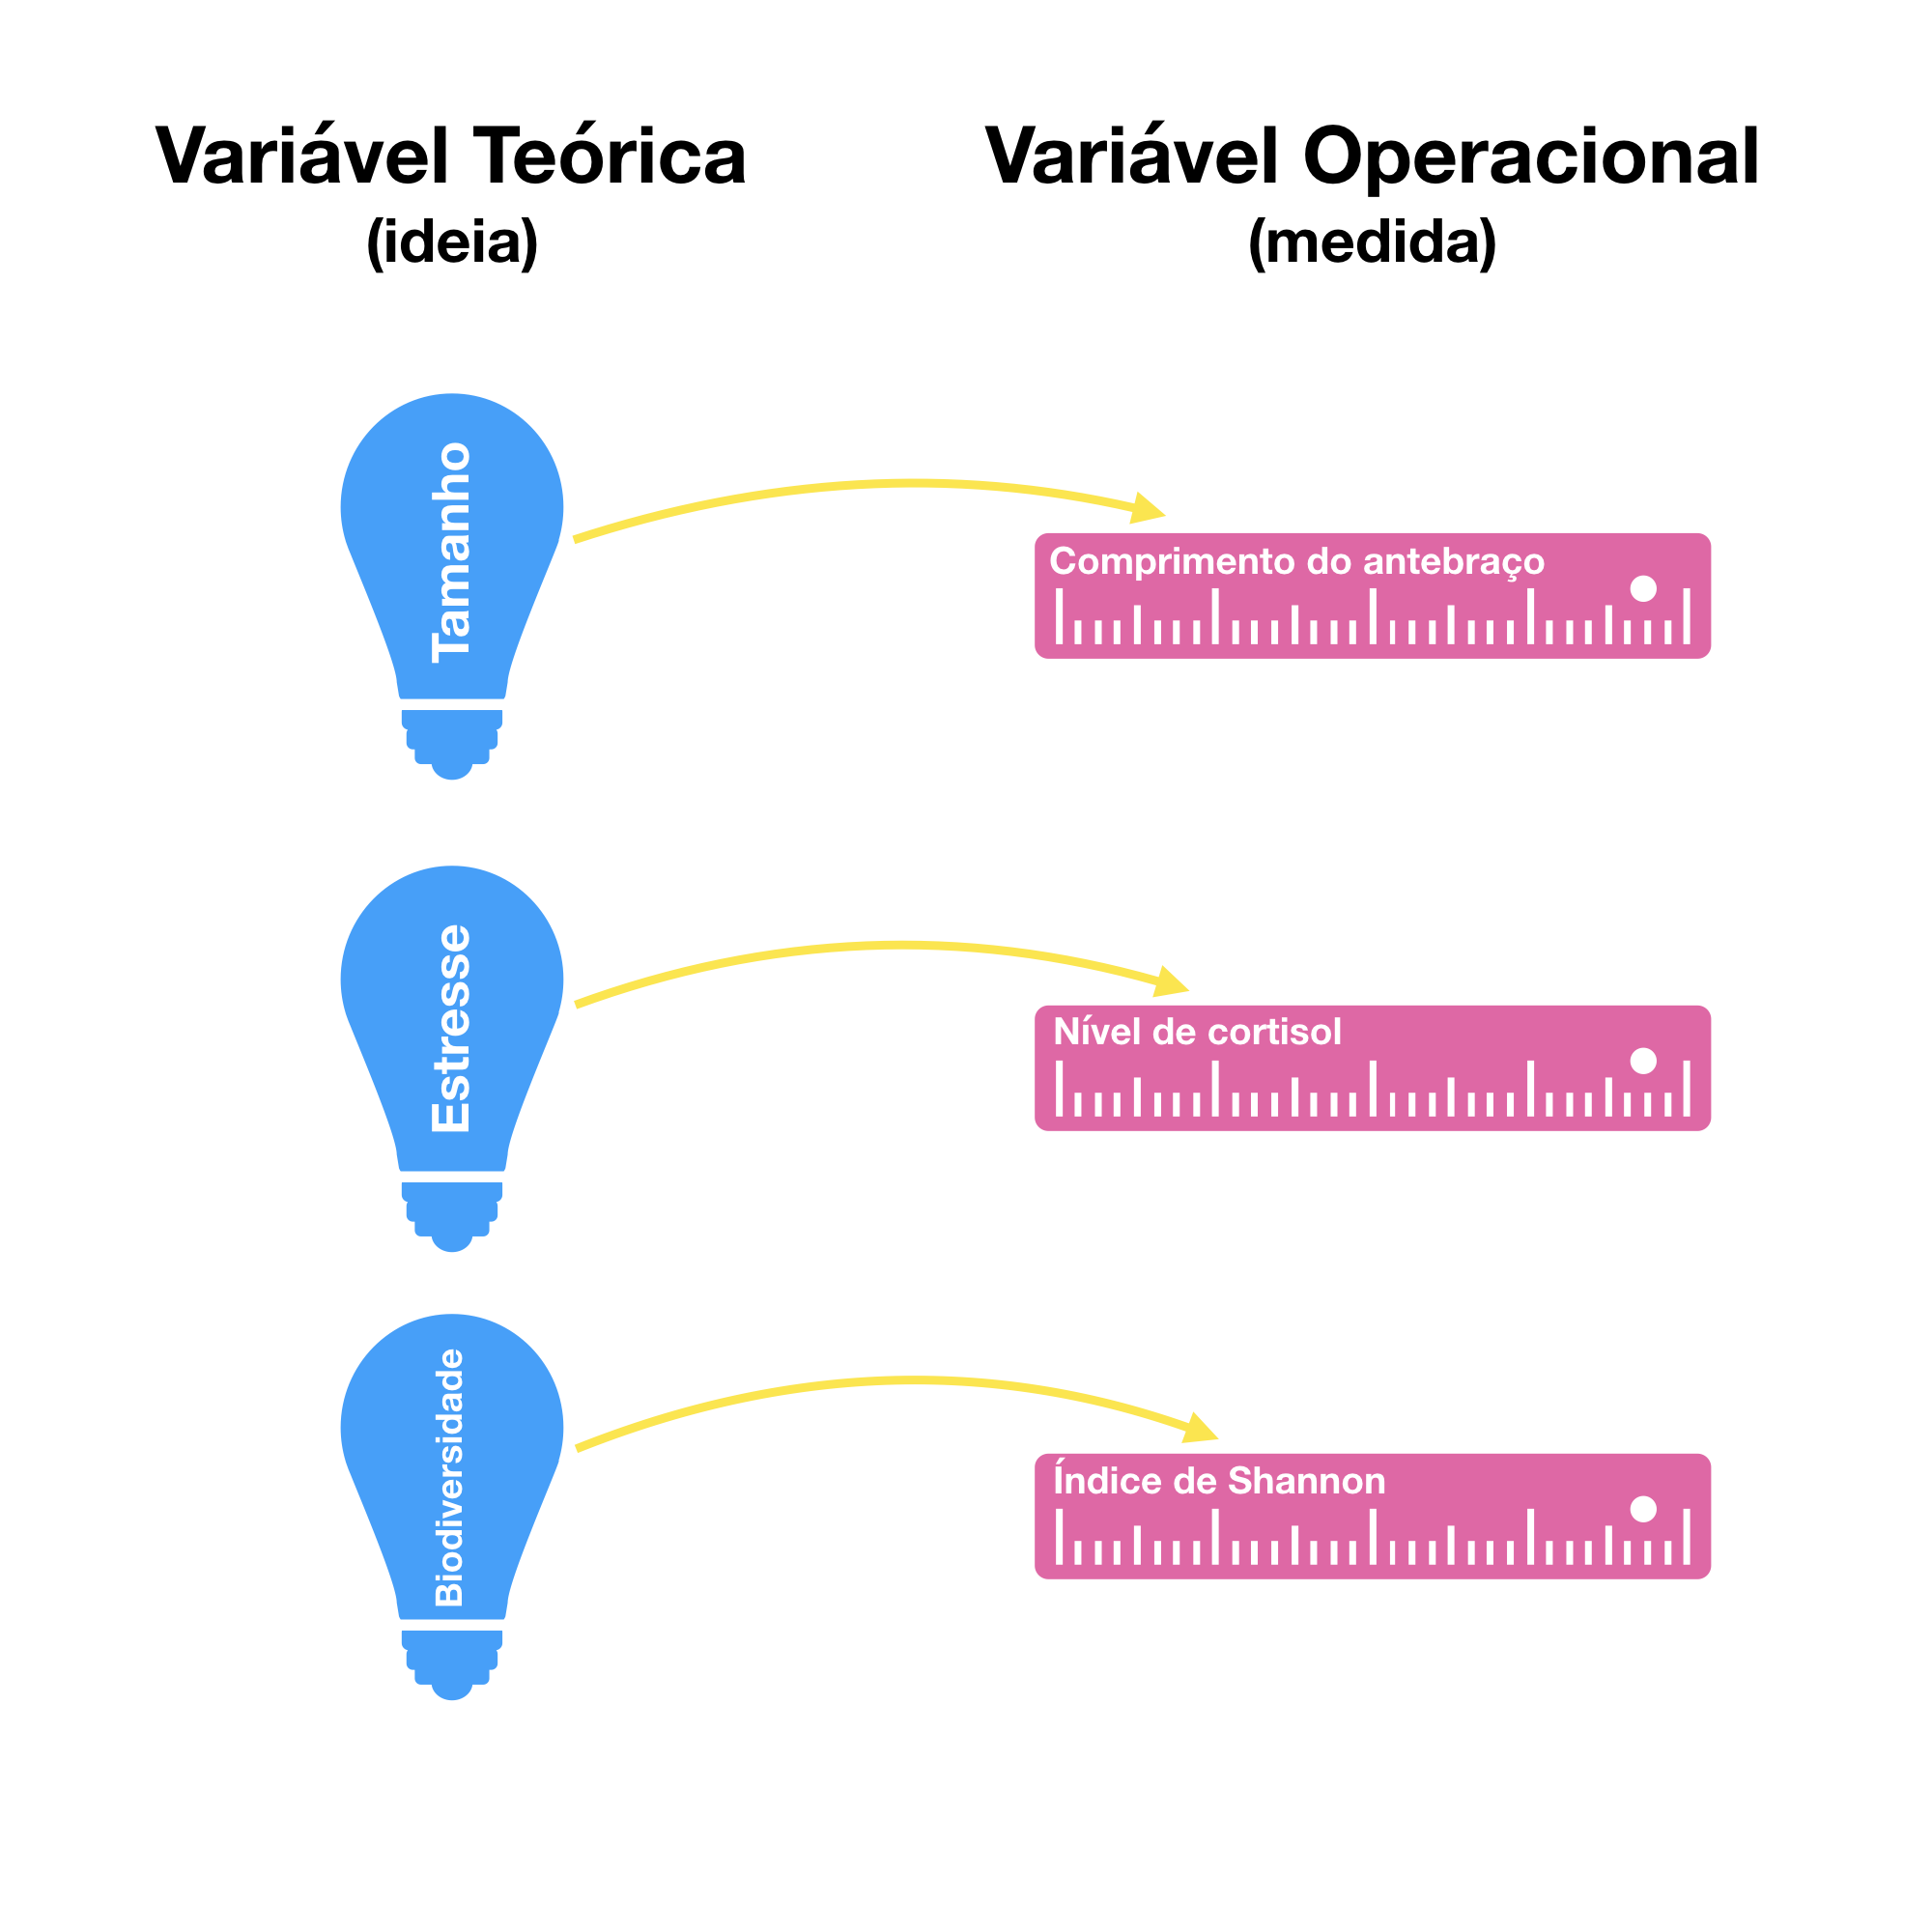 Variável Teórica
(ideia)
Variável Operacional
(medida)
Tamanho
Comprimento do antebraço
Estresse
Nível de cortisol
Biodiversidade
Índice de Shannon